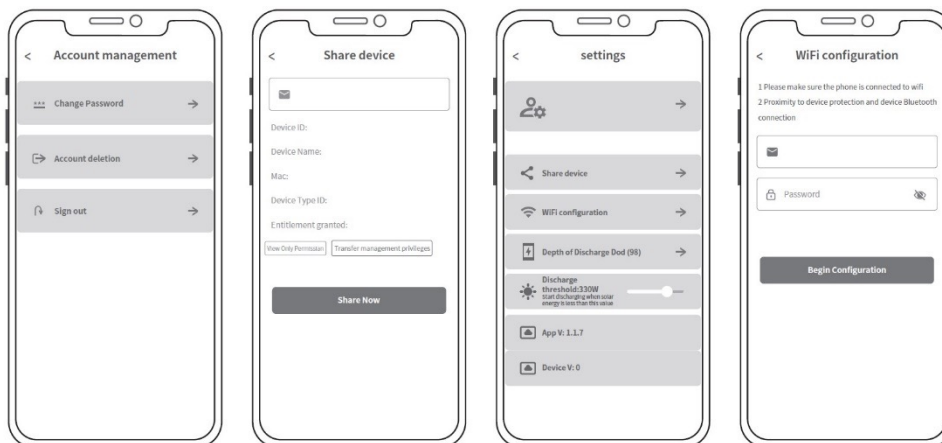 <
Account management
Change Password
Account deletion
Sign out
<
Share device
Device ID:
Device Name:
Mac:
Device Type ID:
Entitlement granted:
View Only Permission
Transfer management privileges
Share Now
<
settings
Share device
WiFi configuration
Depth of Discharge Dod (98)
Discharge
threshold:330W
Start discharging when solar
energy is less than this value
App V: 1.1.7
Device V: 0
<
WiFi configuration
1 Please make sure the phone is connected to wifi
2 Proximity to device protection and device Bluetooth
connection
Password
Begin Configuration